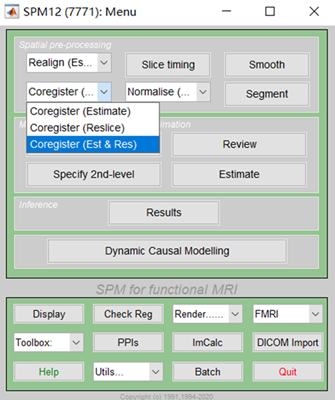 SPM12 (7771): Menu
Spatial pre-processing
Realign (Es... Slice timing Smooth
Coregister (... Normalise (... Segment
Coregister (Estimate)
Coregister (Reslice)
Coregister (Est & Res)
Review
Specify 2nd-level Estimate
Inference
Results
Dynamic Causal Modelling
SPM for functional MRI
Display Check Reg Render...... FMRI
Toolbox: PPIs ImCalc DICOM Import
Help Utils... Batch Quit
Copyright (c) 1991,1994-2020